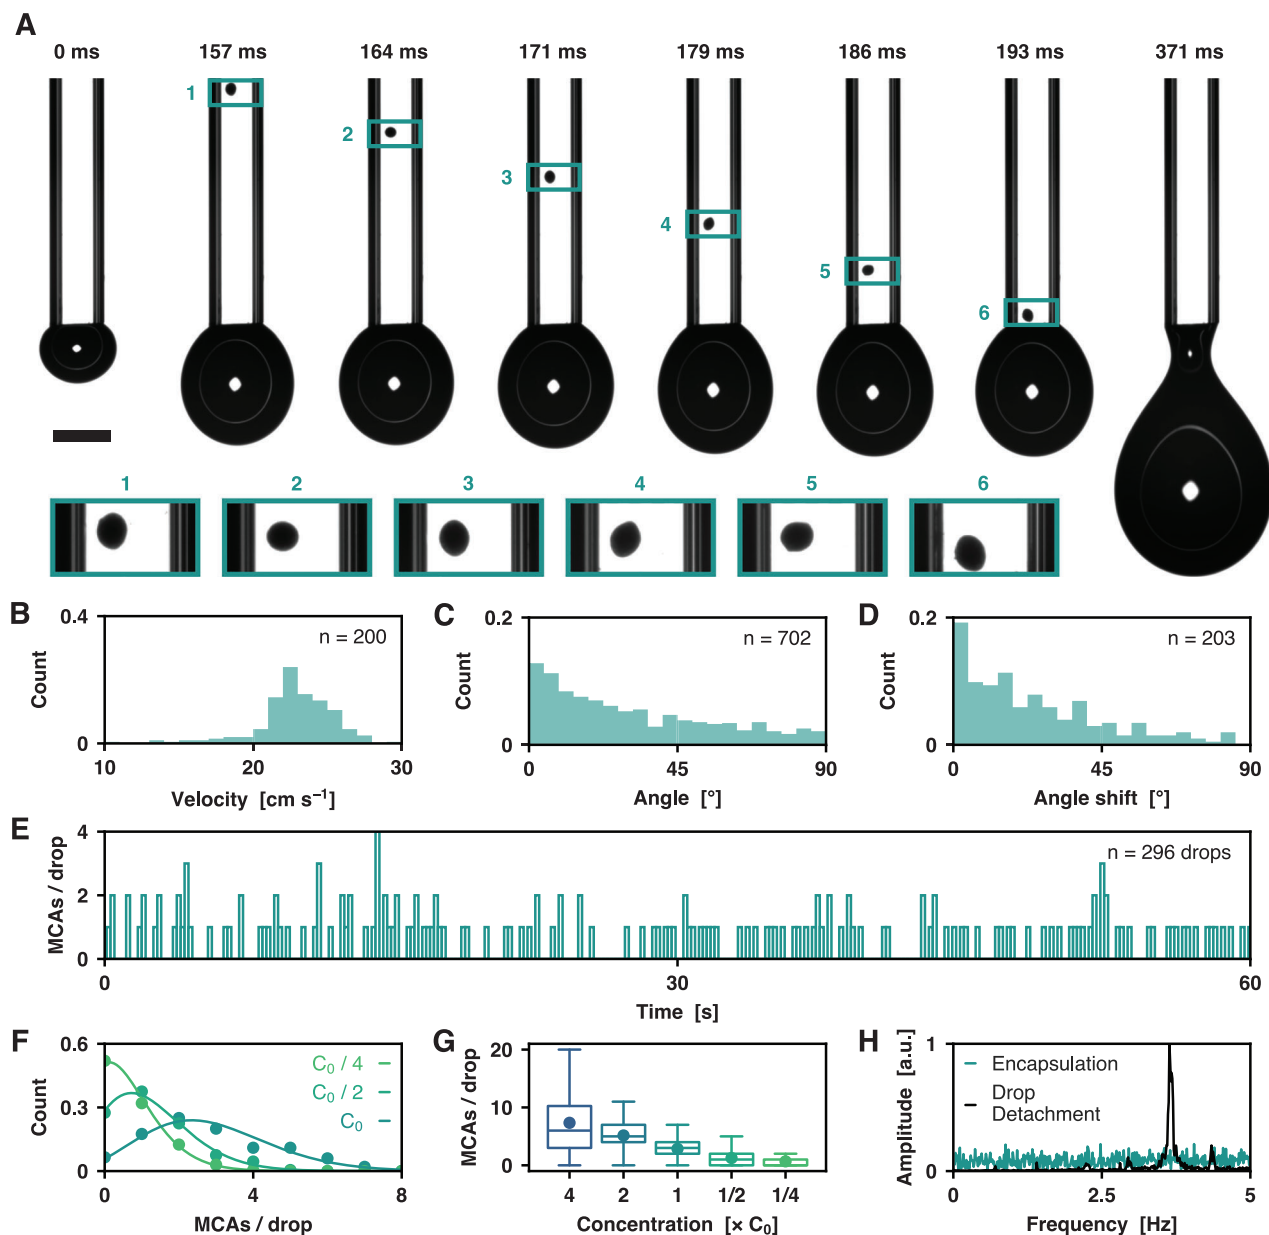 A
0 ms 157 ms 164 ms 171 ms 179 ms 186 ms 193 ms 371 ms
1
2
3
4
5
6
1 2 3 4 5 6
B
0.4
0
Count
n = 200
10 20 30
Velocity [cm s⁻¹]
C
0.2
0
Count
n = 702
0 45 90
Angle [°]
D
0.2
0
Count
n = 203
0 45 90
Angle shift [°]
E
4
2
0
MCAs / drop
n = 296 drops
0 30 60
Time [s]
F
0.6
0.3
0
Count
C₀ / 4
C₀ / 2
C₀
0 4 8
MCAs / drop
G
20
10
0
MCAs / drop
4 2 1 1/2 1/4
Concentration [× C₀]
H
1
0
Amplitude [a.u.]
Encapsulation
Drop
Detachment
0 2.5 5
Frequency [Hz]